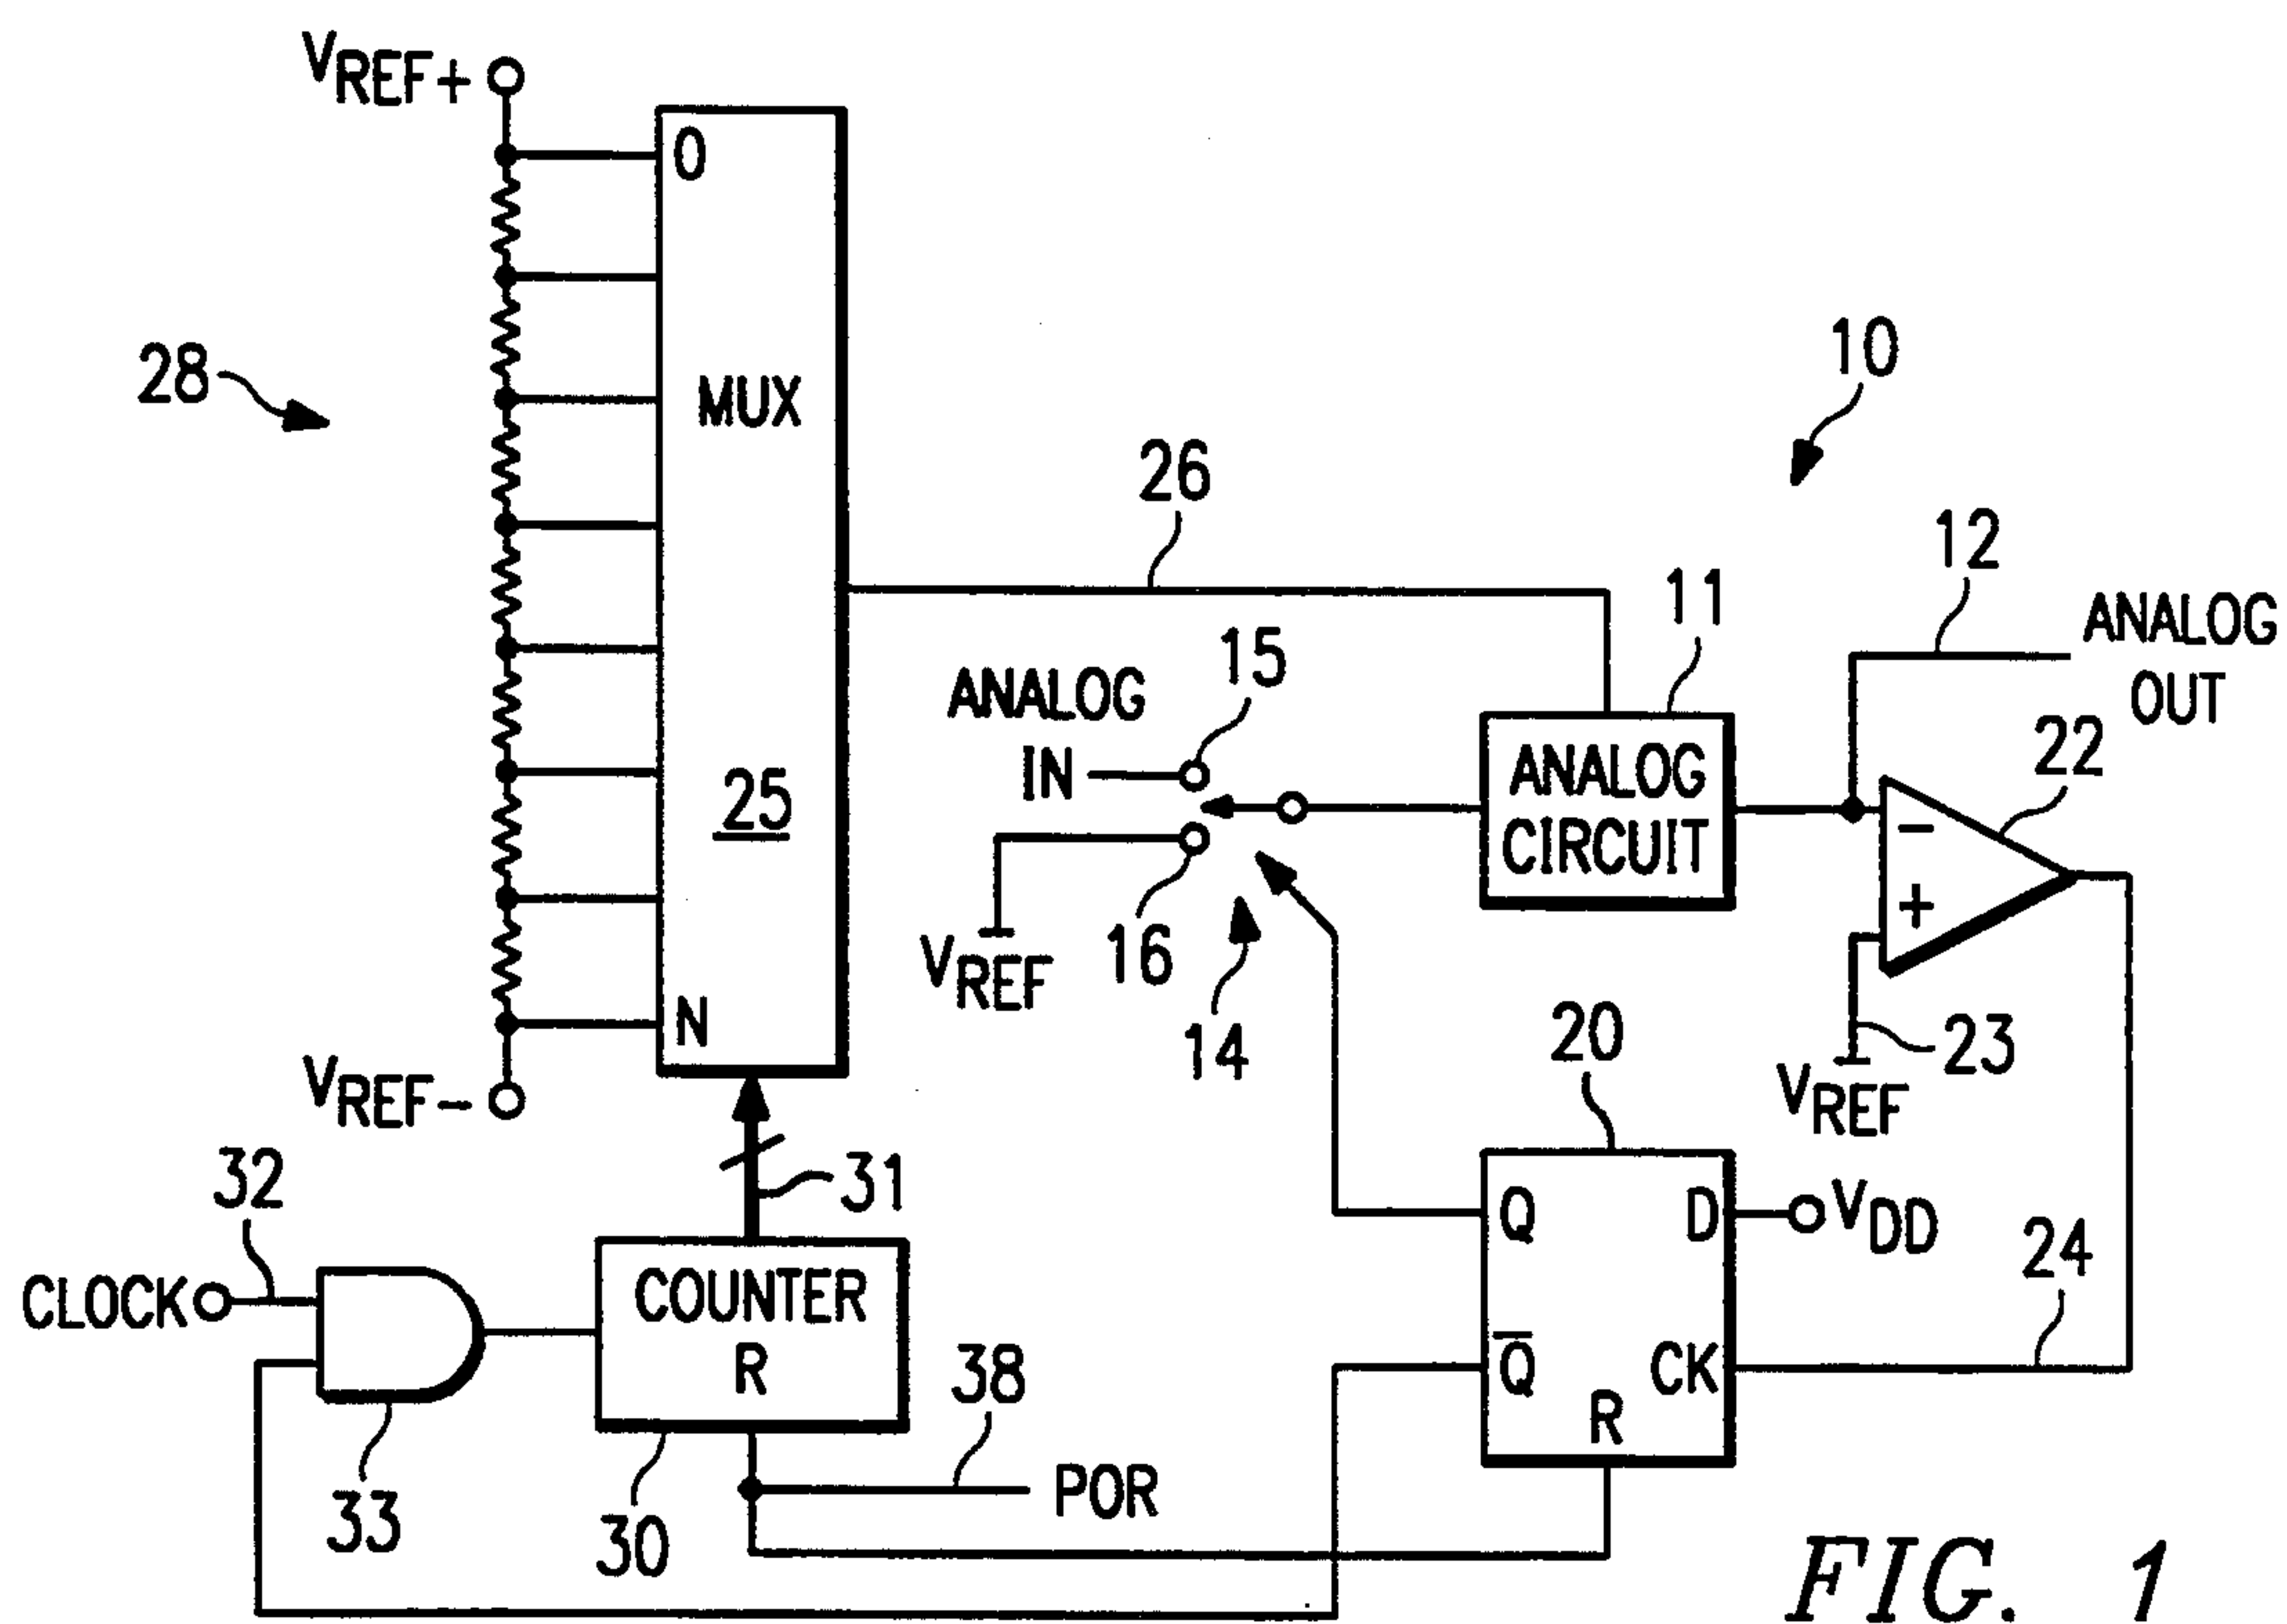 VREF+
O
MUX
28
10
26
12
ANALOG
OUT
11
15
ANALOG
IN
25
ANALOG
CIRCUIT
22
−
+
VREF
16
14
N
VREF−
23
VREF
20
32
31
Q
D
VDD
24
CLOCK
COUNTER
R
38
Q̅
CK
R
POR
33
30
FIG. 1